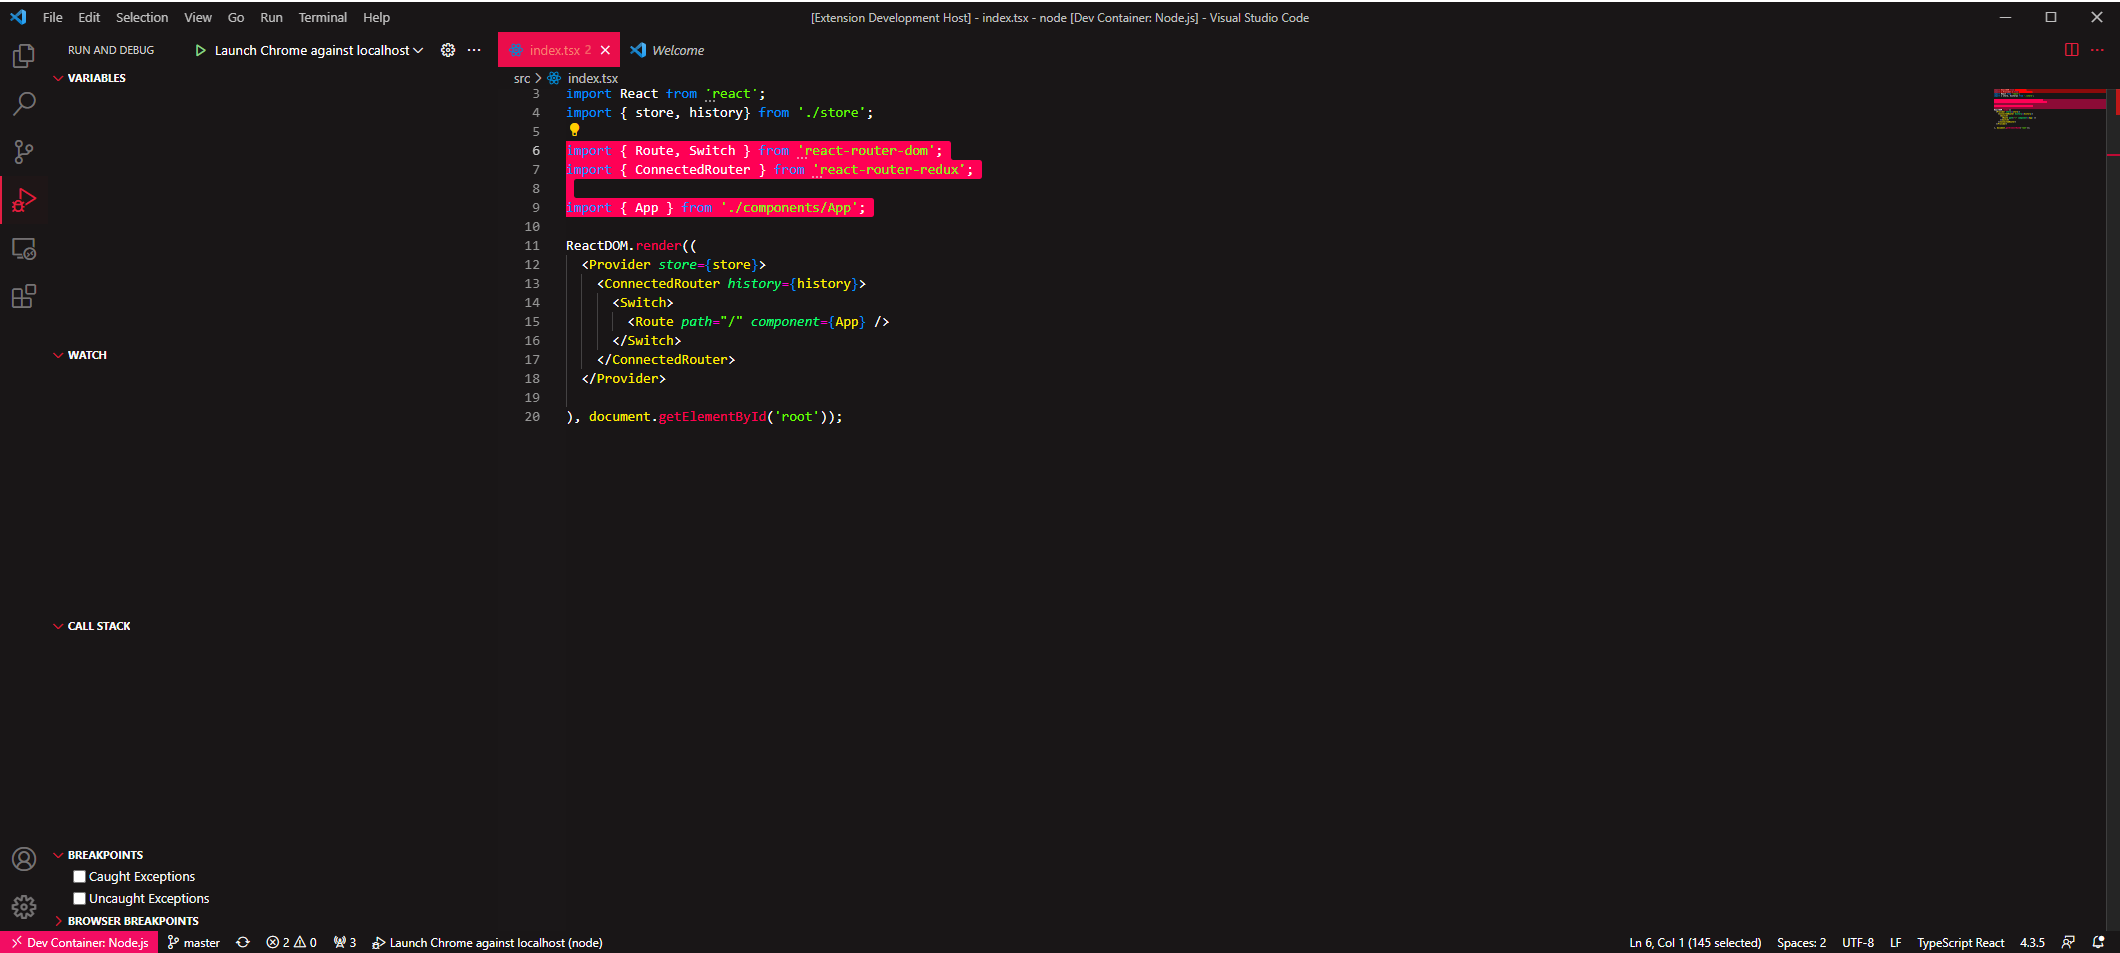 File Edit Selection View Go Run Terminal Help
[Extension Development Host] - index.tsx - node [Dev Container: Node.js] - Visual Studio Code
RUN AND DEBUG Launch Chrome against localhost
index.tsx 2 Welcome
VARIABLES
src index.tsx
3 import React from 'react';
4 import { store, history} from './store';
5
6 import { Route, Switch } from 'react-router-dom';
7 import { ConnectedRouter } from 'react-router-redux';
8
9 import { App } from './components/App';
10
11 ReactDOM.render((
12 <Provider store={store}>
13 <ConnectedRouter history={history}>
14 <Switch>
15 <Route path="/" component={App} />
16 </Switch>
17 </ConnectedRouter>
18 </Provider>
19
20 ), document.getElementById('root'));
WATCH
CALL STACK
BREAKPOINTS
Caught Exceptions
Uncaught Exceptions
BROWSER BREAKPOINTS
Dev Container: Node.js master 2 0 3 Launch Chrome against localhost (node) Ln 6, Col 1 (145 selected) Spaces: 2 UTF-8 LF TypeScript React 4.3.5